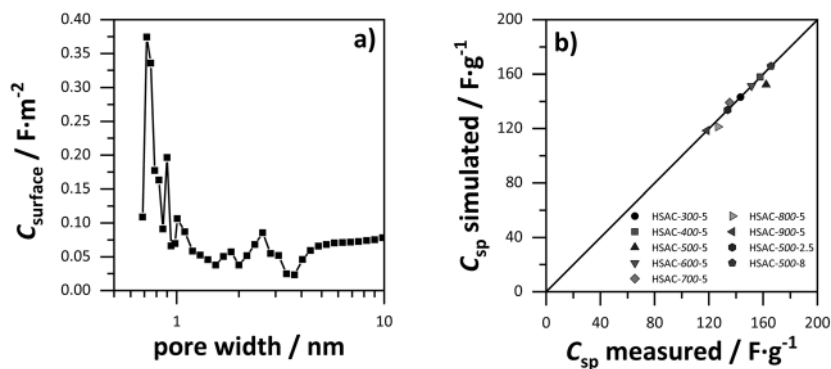 a)
C surface / F·m⁻²
0.40
0.35
0.30
0.25
0.20
0.15
0.10
0.05
0.00
1
10
pore width / nm
b)
C sp simulated / F·g⁻¹
200
160
120
80
40
0
HSAC-300-5
HSAC-400-5
HSAC-500-5
HSAC-600-5
HSAC-700-5
HSAC-800-5
HSAC-900-5
HSAC-500-2.5
HSAC-500-8
0 40 80 120 160 200
C sp measured / F·g⁻¹